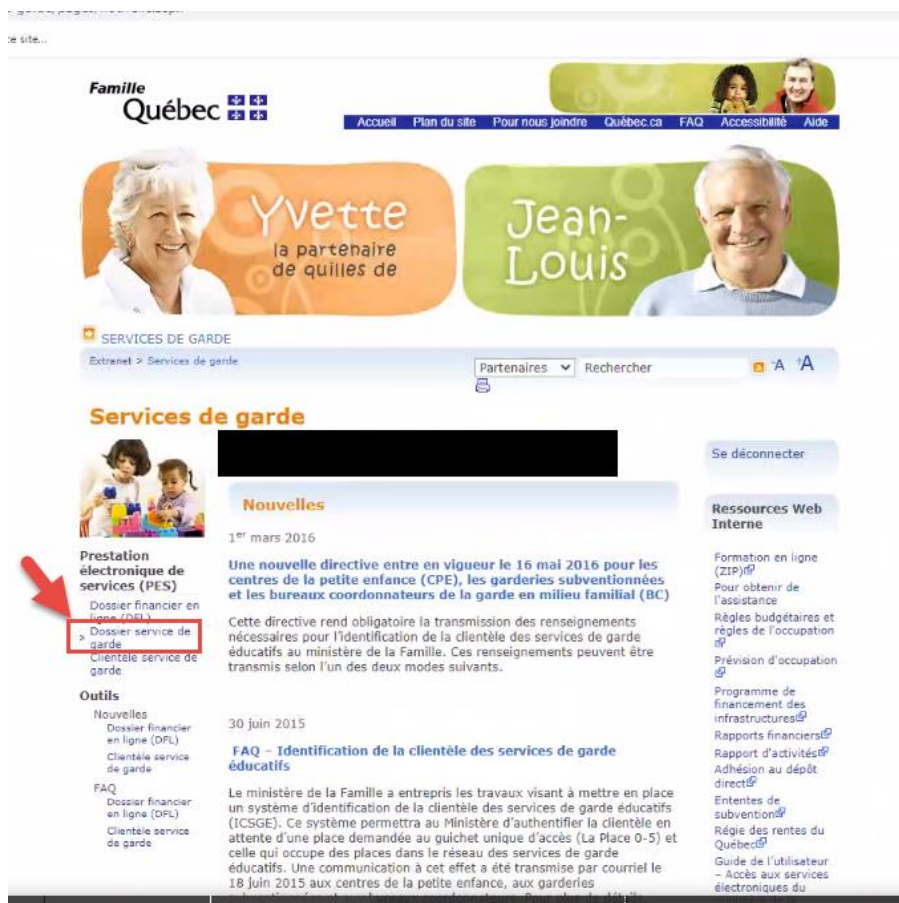 ce site...
Famille
Québec
Accueil Plan du site Pour nous joindre Québec.ca FAQ Accessibilité Aide
Yvette
la partenaire
de quilles de
Jean-
Louis
SERVICES DE GARDE
Extranet > Services de garde
Partenaires Rechercher -A +A
Services de garde
Prestation
électronique de
services (PES)
Dossier financier en
ligne (DFL)
> Dossier service de
garde
Clientèle service de
garde
Outils
Nouvelles
Dossier financier
en ligne (DFL)
Clientèle service
de garde
FAQ
Dossier financier
en ligne (DFL)
Clientèle service
de garde
Nouvelles
1er mars 2016
Une nouvelle directive entre en vigueur le 16 mai 2016 pour les
centres de la petite enfance (CPE), les garderies subventionnées
et les bureaux coordonnateurs de la garde en milieu familial (BC)
Cette directive rend obligatoire la transmission des renseignements
nécessaires pour l'identification de la clientèle des services de garde
éducatifs au ministère de la Famille. Ces renseignements peuvent être
transmis selon l'un des deux modes suivants.
30 juin 2015
FAQ – Identification de la clientèle des services de garde
éducatifs
Le ministère de la Famille a entrepris les travaux visant à mettre en place
un système d'identification de la clientèle des services de garde éducatifs
(ICSGE). Ce système permettra au Ministère d'authentifier la clientèle en
attente d'une place demandée au guichet unique d'accès (La Place 0-5) et
celle qui occupe des places dans le réseau des services de garde
éducatifs. Une communication à cet effet a été transmise par courriel le
18 juin 2015 aux centres de la petite enfance, aux garderies
Se déconnecter
Ressources Web
Interne
Formation en ligne
(ZIP)
Pour obtenir de
l'assistance
Règles budgétaires et
règles de l'occupation
Prévision d'occupation
Programme de
financement des
infrastructures
Rapports financiers
Rapport d'activités
Adhésion au dépôt
direct
Ententes de
subvention
Régie des rentes du
Québec
Guide de l'utilisateur
– Accès aux services
électroniques du